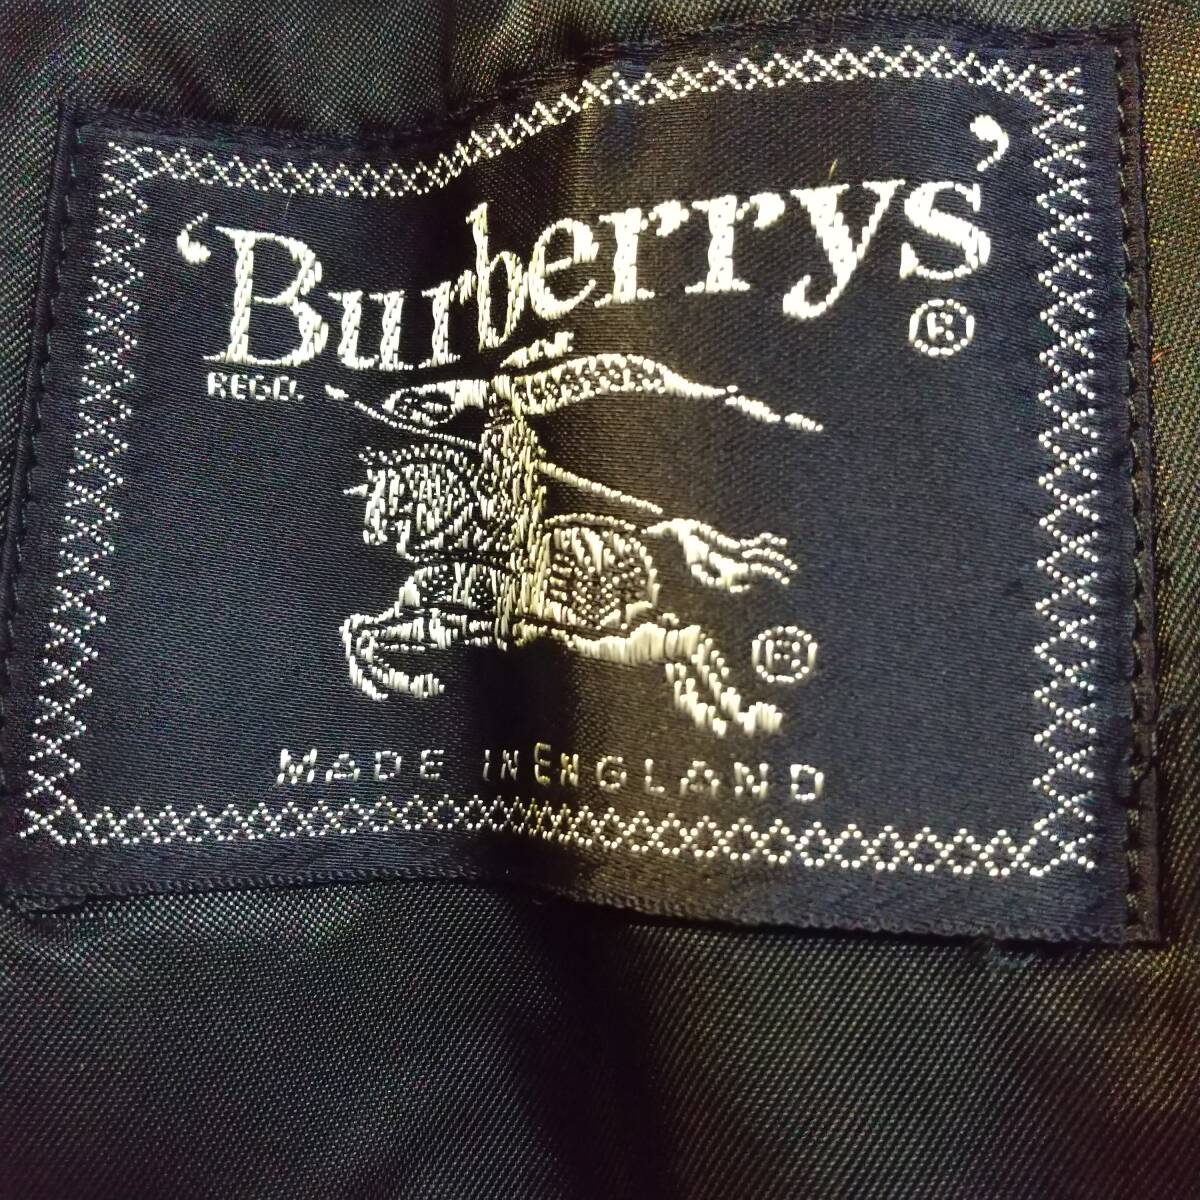 ‘Burberrys’
REGD. ®
®
MADE IN ENGLAND